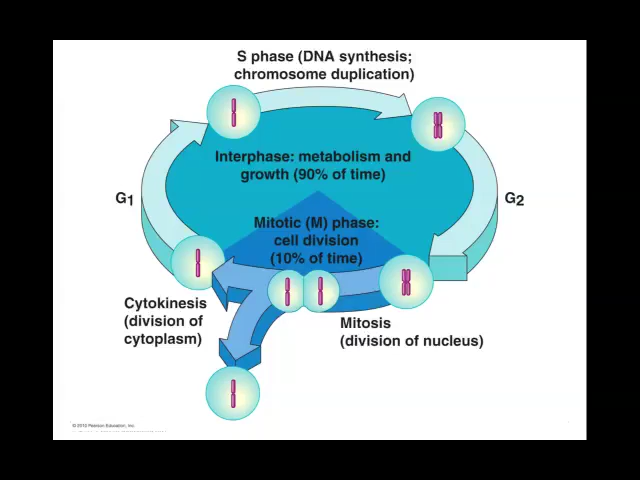 S phase (DNA synthesis;
chromosome duplication)
Interphase: metabolism and
growth (90% of time)
G1
G2
Mitotic (M) phase:
cell division
(10% of time)
Cytokinesis
(division of
cytoplasm)
Mitosis
(division of nucleus)
© 2010 Pearson Education, Inc.